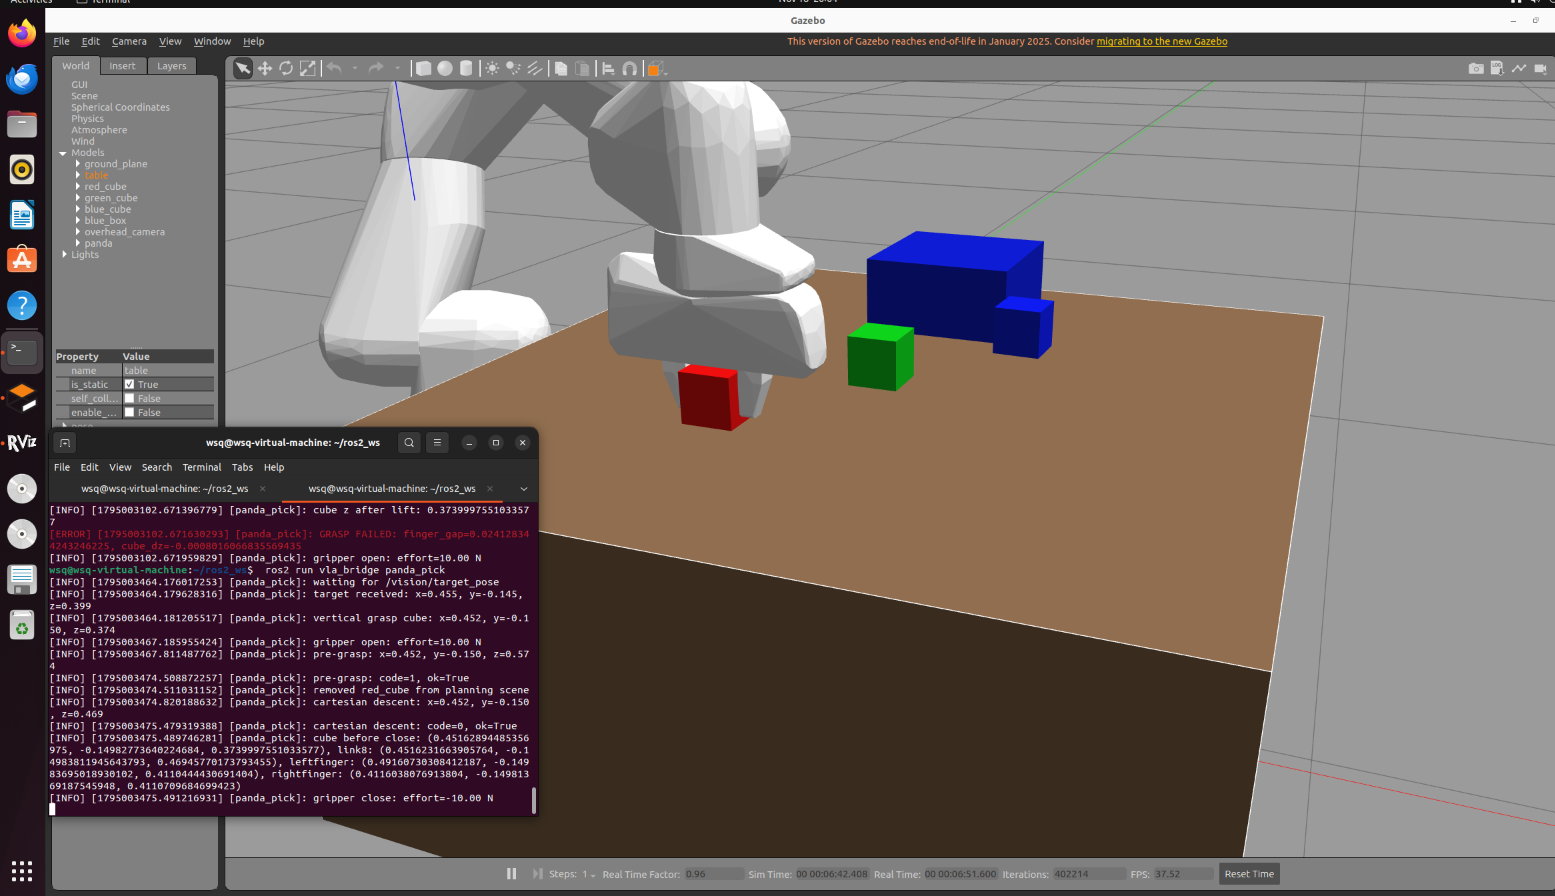 Activities
Terminal
Gazebo
File Edit Camera View Window Help
This version of Gazebo reaches end-of-life in January 2025. Consider migrating to the new Gazebo
World Insert Layers
GUI
Scene
Spherical Coordinates
Physics
Atmosphere
Wind
Models
ground_plane
table
red_cube
green_cube
blue_cube
blue_box
overhead_camera
panda
Lights
Property Value
name table
is_static True
self_coll... False
enable_... False
wsq@wsq-virtual-machine: ~/ros2_ws
File Edit View Search Terminal Tabs Help
wsq@wsq-virtual-machine: ~/ros2_ws × wsq@wsq-virtual-machine: ~/ros2_ws ×
[INFO] [1795003102.671396779] [panda_pick]: cube z after lift: 0.373999755103357
7
[ERROR] [1795003102.671630293] [panda_pick]: GRASP FAILED: finger_gap=0.02412834
4243246225, cube_dz=-0.0008016066835569435
[INFO] [1795003102.671959829] [panda_pick]: gripper open: effort=10.00 N
wsq@wsq-virtual-machine:~/ros2_ws$ ros2 run vla_bridge panda_pick
[INFO] [1795003464.176017253] [panda_pick]: waiting for /vision/target_pose
[INFO] [1795003464.179628316] [panda_pick]: target received: x=0.455, y=-0.145,
z=0.399
[INFO] [1795003464.181205517] [panda_pick]: vertical grasp cube: x=0.452, y=-0.1
50, z=0.374
[INFO] [1795003467.185955424] [panda_pick]: gripper open: effort=10.00 N
[INFO] [1795003467.811487762] [panda_pick]: pre-grasp: x=0.452, y=-0.150, z=0.57
4
[INFO] [1795003474.508872257] [panda_pick]: pre-grasp: code=1, ok=True
[INFO] [1795003474.511031152] [panda_pick]: removed red_cube from planning scene
[INFO] [1795003474.820188632] [panda_pick]: cartesian descent: x=0.452, y=-0.150
, z=0.469
[INFO] [1795003475.479319388] [panda_pick]: cartesian descent: code=0, ok=True
[INFO] [1795003475.489746281] [panda_pick]: cube before close: (0.45162894485356
975, -0.14982773640224684, 0.3739997551033577), link8: (0.4516231663905764, -0.1
4983811945643793, 0.46945770173793455), leftfinger: (0.49160730308412187, -0.149
83695018930102, 0.4110444430691404), rightfinger: (0.4116038076913804, -0.149813
69187545948, 0.4110709684699423)
[INFO] [1795003475.491216931] [panda_pick]: gripper close: effort=-10.00 N
Steps: 1 Real Time Factor: 0.96 Sim Time: 00 00:06:42.408 Real Time: 00 00:06:51.600 Iterations: 402214 FPS: 37.52 Reset Time